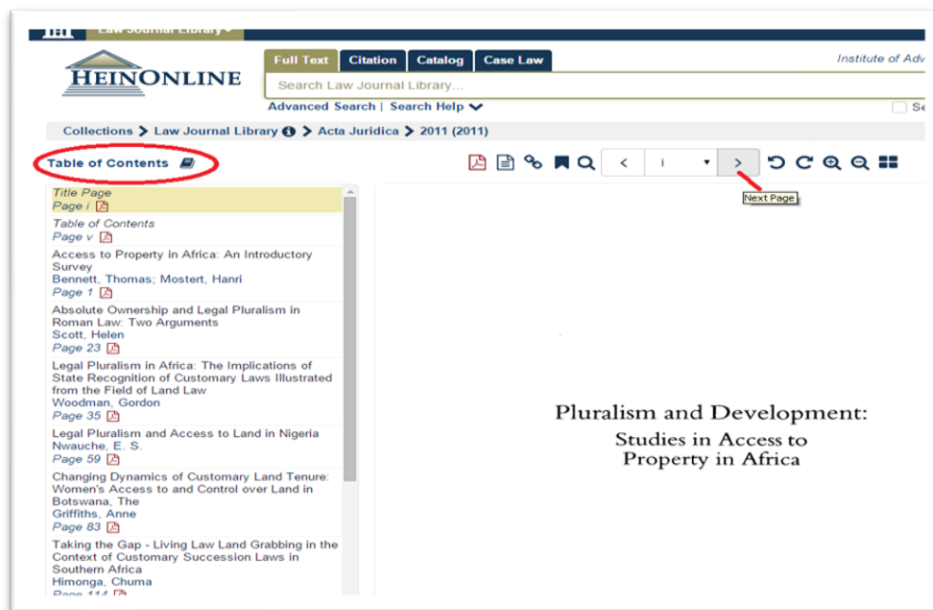 Law Journal Library
HEINONLINE
Full Text Citation Catalog Case Law
Institute of Adv
Search Law Journal Library...
Advanced Search | Search Help
Se
Collections > Law Journal Library > Acta Juridica > 2011 (2011)
Table of Contents
< i >
Next Page
Title Page
Page i
Table of Contents
Page v
Access to Property in Africa: An Introductory
Survey
Bennett, Thomas; Mostert, Hanri
Page 1
Absolute Ownership and Legal Pluralism in
Roman Law: Two Arguments
Scott, Helen
Page 23
Legal Pluralism in Africa: The Implications of
State Recognition of Customary Laws Illustrated
from the Field of Land Law
Woodman, Gordon
Page 35
Legal Pluralism and Access to Land in Nigeria
Nwauche, E. S.
Page 59
Changing Dynamics of Customary Land Tenure:
Women's Access to and Control over Land in
Botswana, The
Griffiths, Anne
Page 83
Taking the Gap - Living Law Land Grabbing in the
Context of Customary Succession Laws in
Southern Africa
Himonga, Chuma
Page 114
Pluralism and Development:
Studies in Access to
Property in Africa